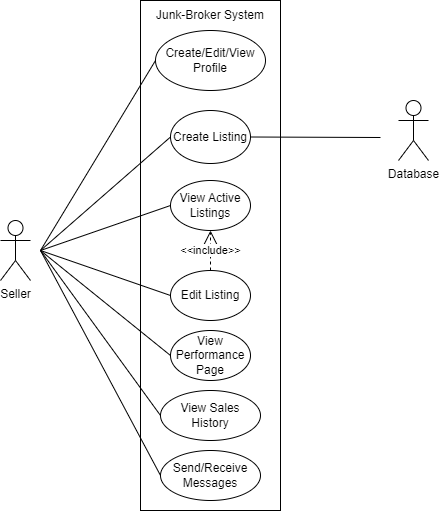 Junk-Broker System
Create/Edit/View
Profile
Create Listing
Database
View Active
Listings
<<include>>
Seller
Edit Listing
View
Performance
Page
View Sales
History
Send/Receive
Messages